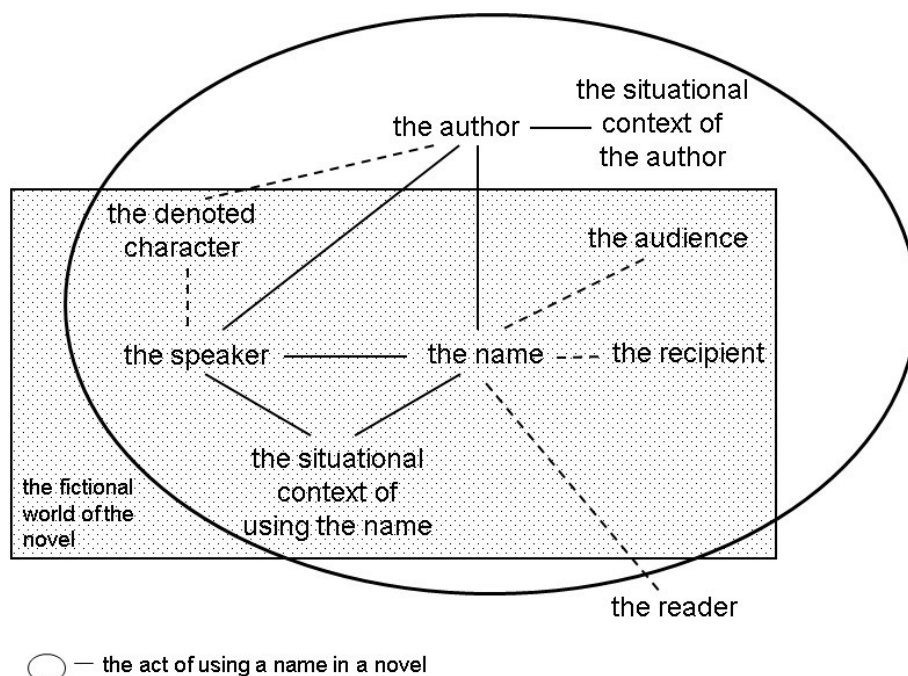 the situational
context of
the author
the author
the denoted
character
the audience
the speaker
the name
the recipient
the situational
context of
using the name
the fictional
world of the
novel
the reader
— the act of using a name in a novel